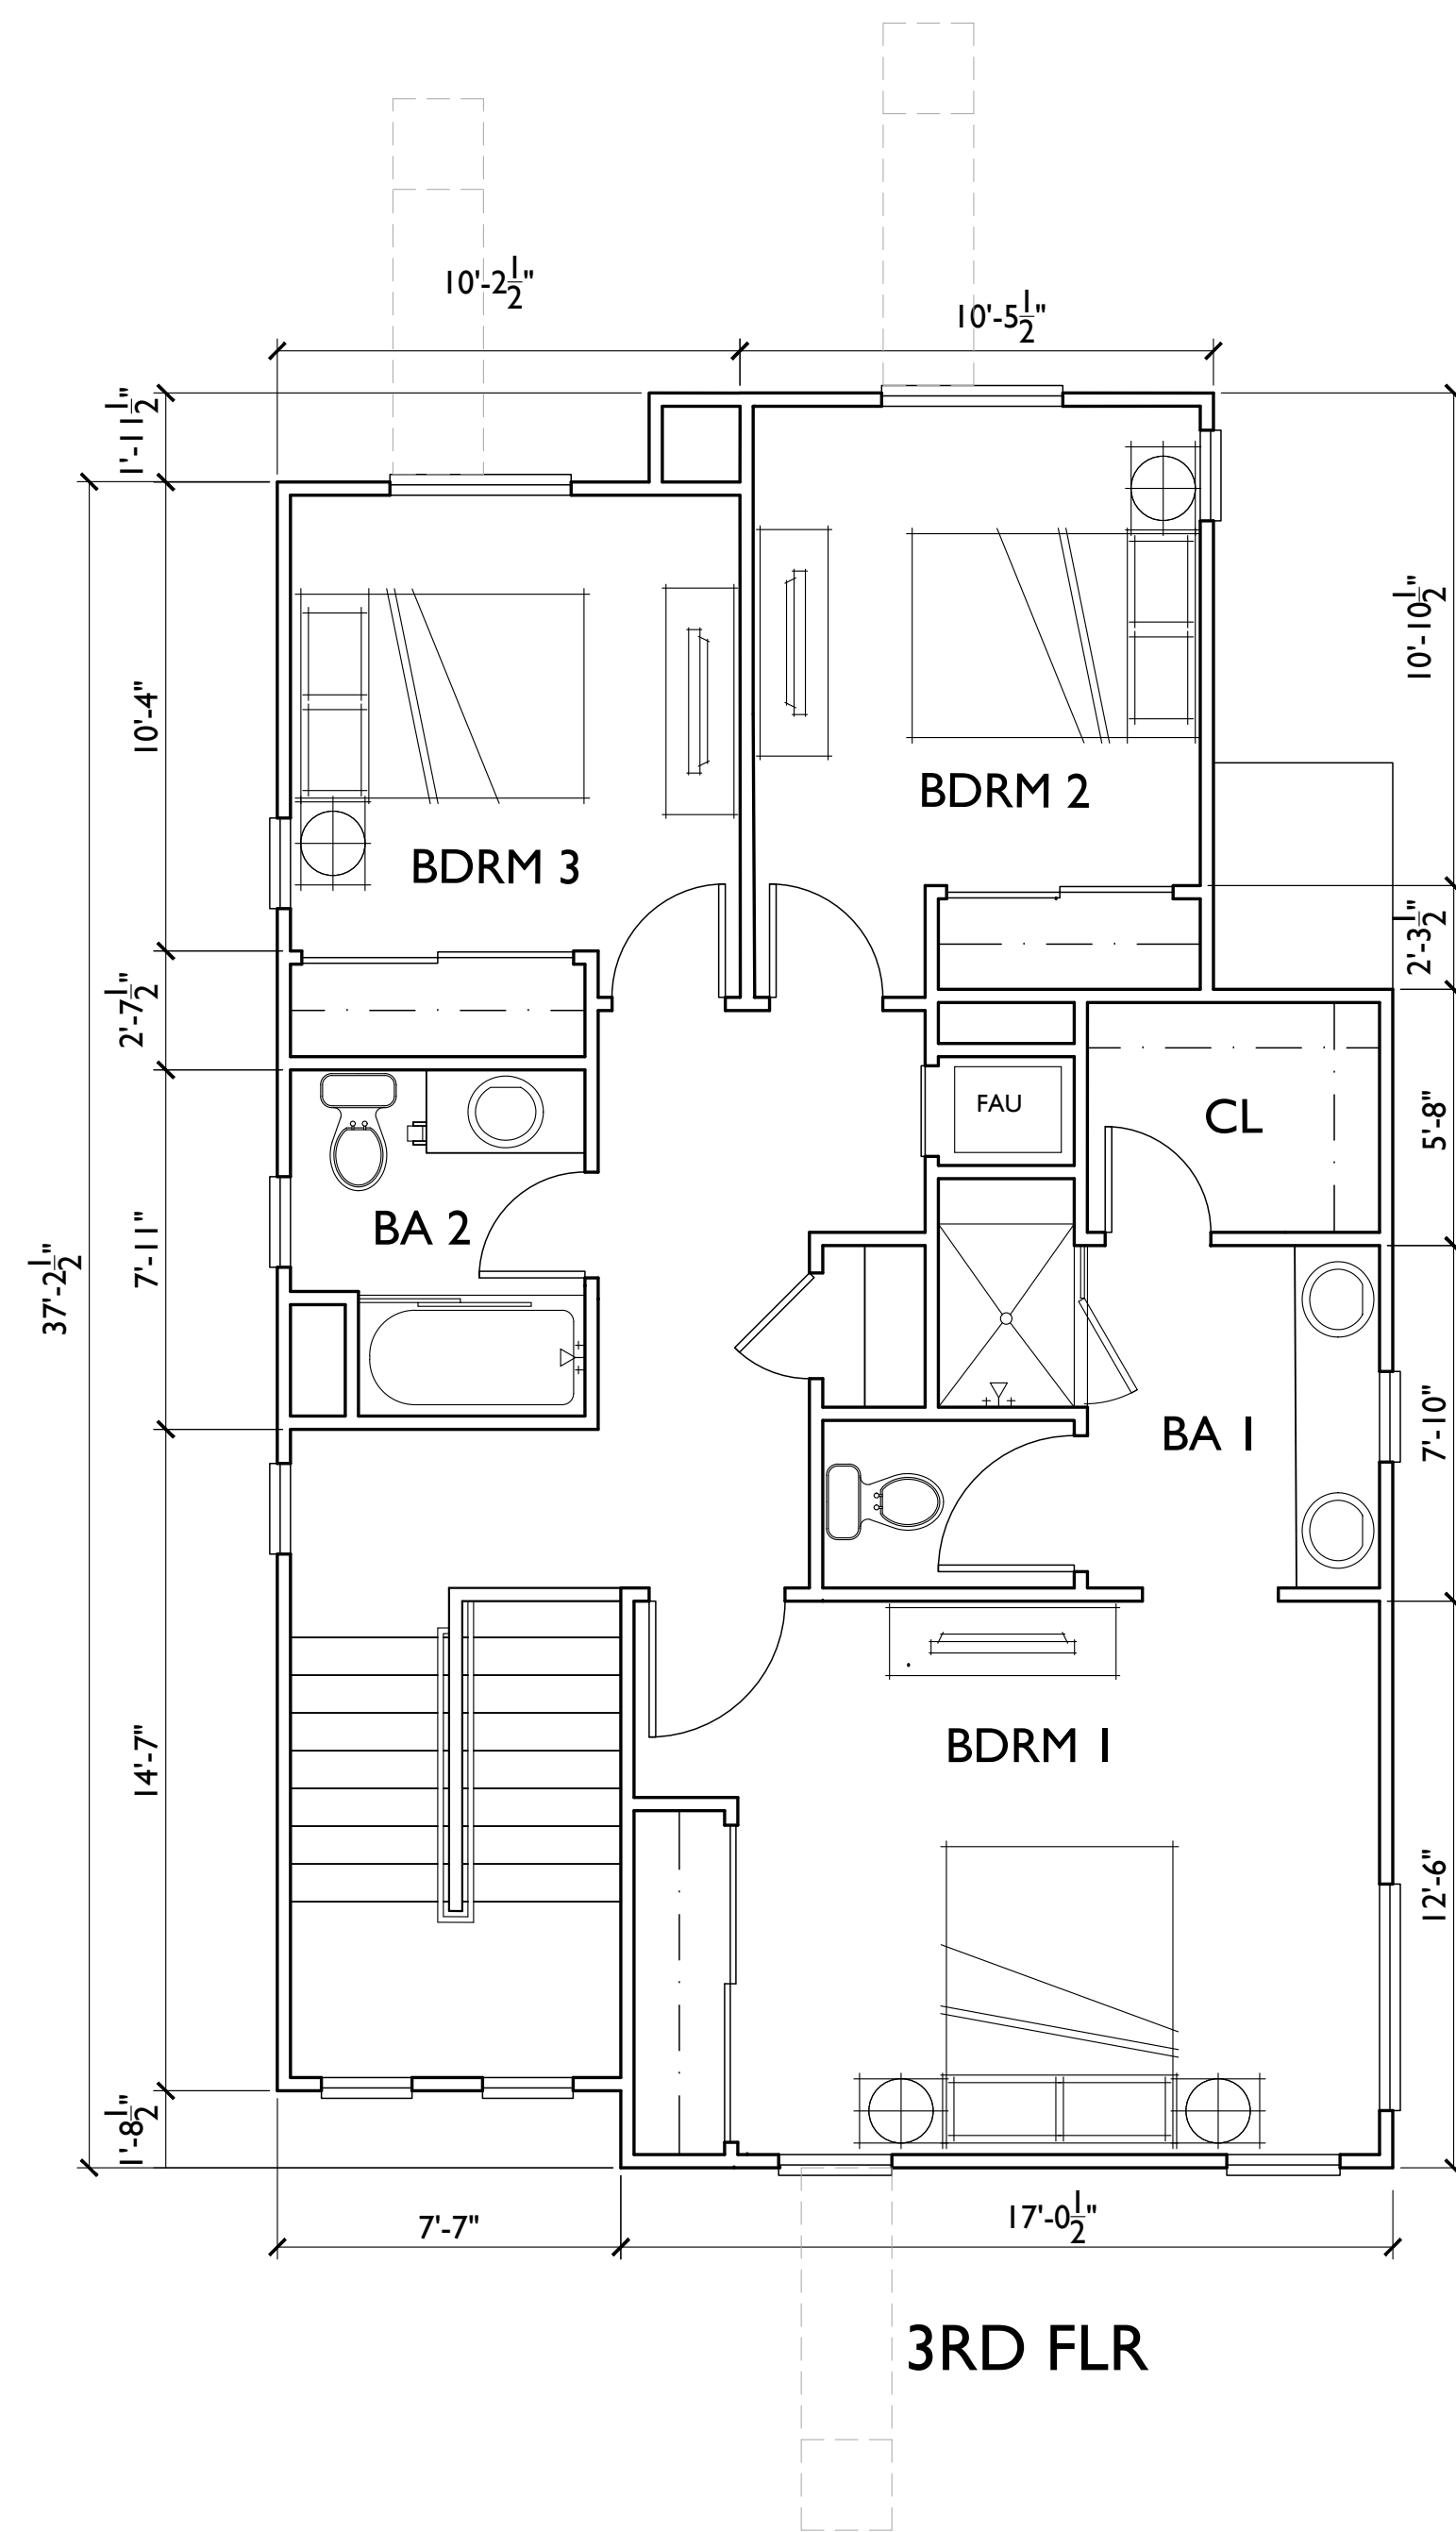 10'-2 1/2"
10'-5 1/2"
1'-11 1/2"
10'-10 1/2"
10'-4"
BDRM 2
BDRM 3
2'-3 1/2"
2'-7 1/2"
FAU
CL
5'-8"
BA 2
7'-11"
37'-2 1/2"
BA 1
7'-10"
BDRM 1
14'-7"
12'-6"
1'-8 1/2"
7'-7"
17'-0 1/2"
3RD FLR